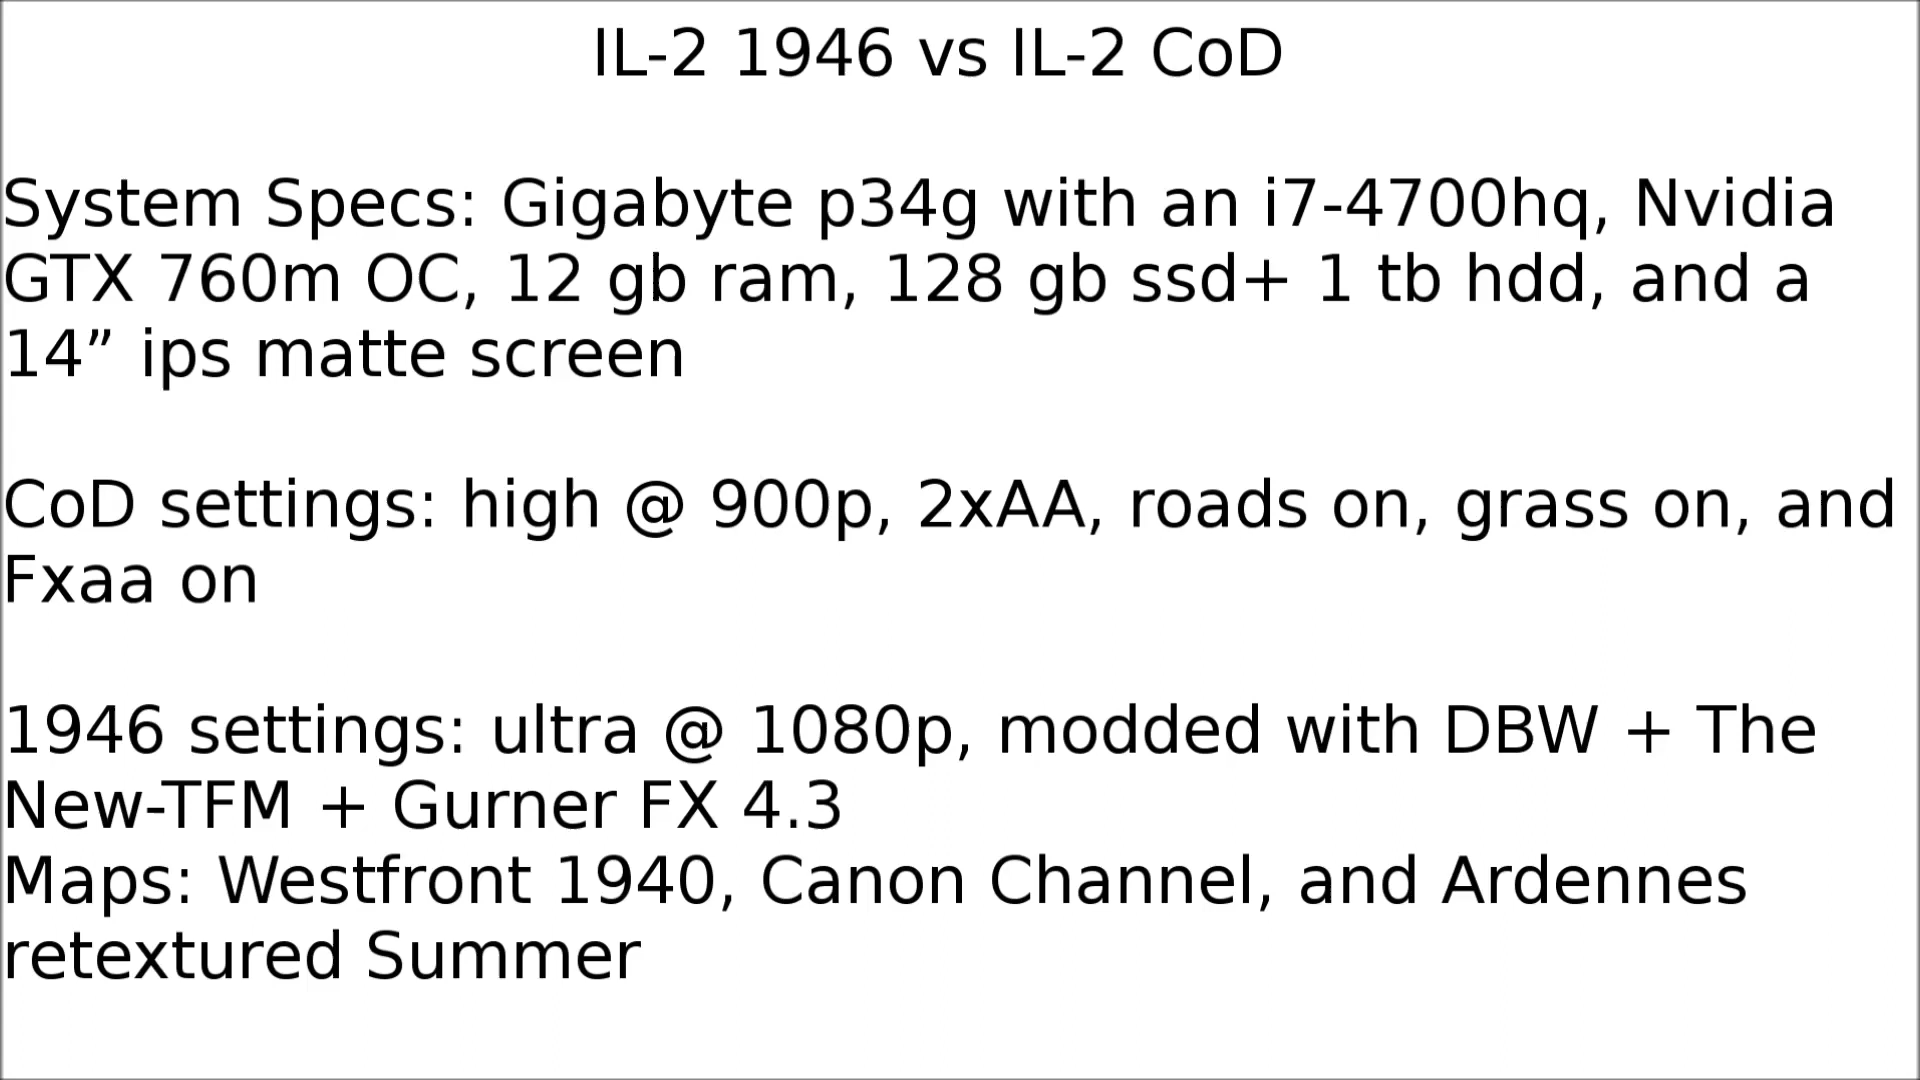 IL-2 1946 vs IL-2 CoD
System Specs: Gigabyte p34g with an i7-4700hq, Nvidia
GTX 760m OC, 12 gb ram, 128 gb ssd+ 1 tb hdd, and a
14” ips matte screen
CoD settings: high @ 900p, 2xAA, roads on, grass on, and
Fxaa on
1946 settings: ultra @ 1080p, modded with DBW + The
New-TFM + Gurner FX 4.3
Maps: Westfront 1940, Canon Channel, and Ardennes
retextured Summer